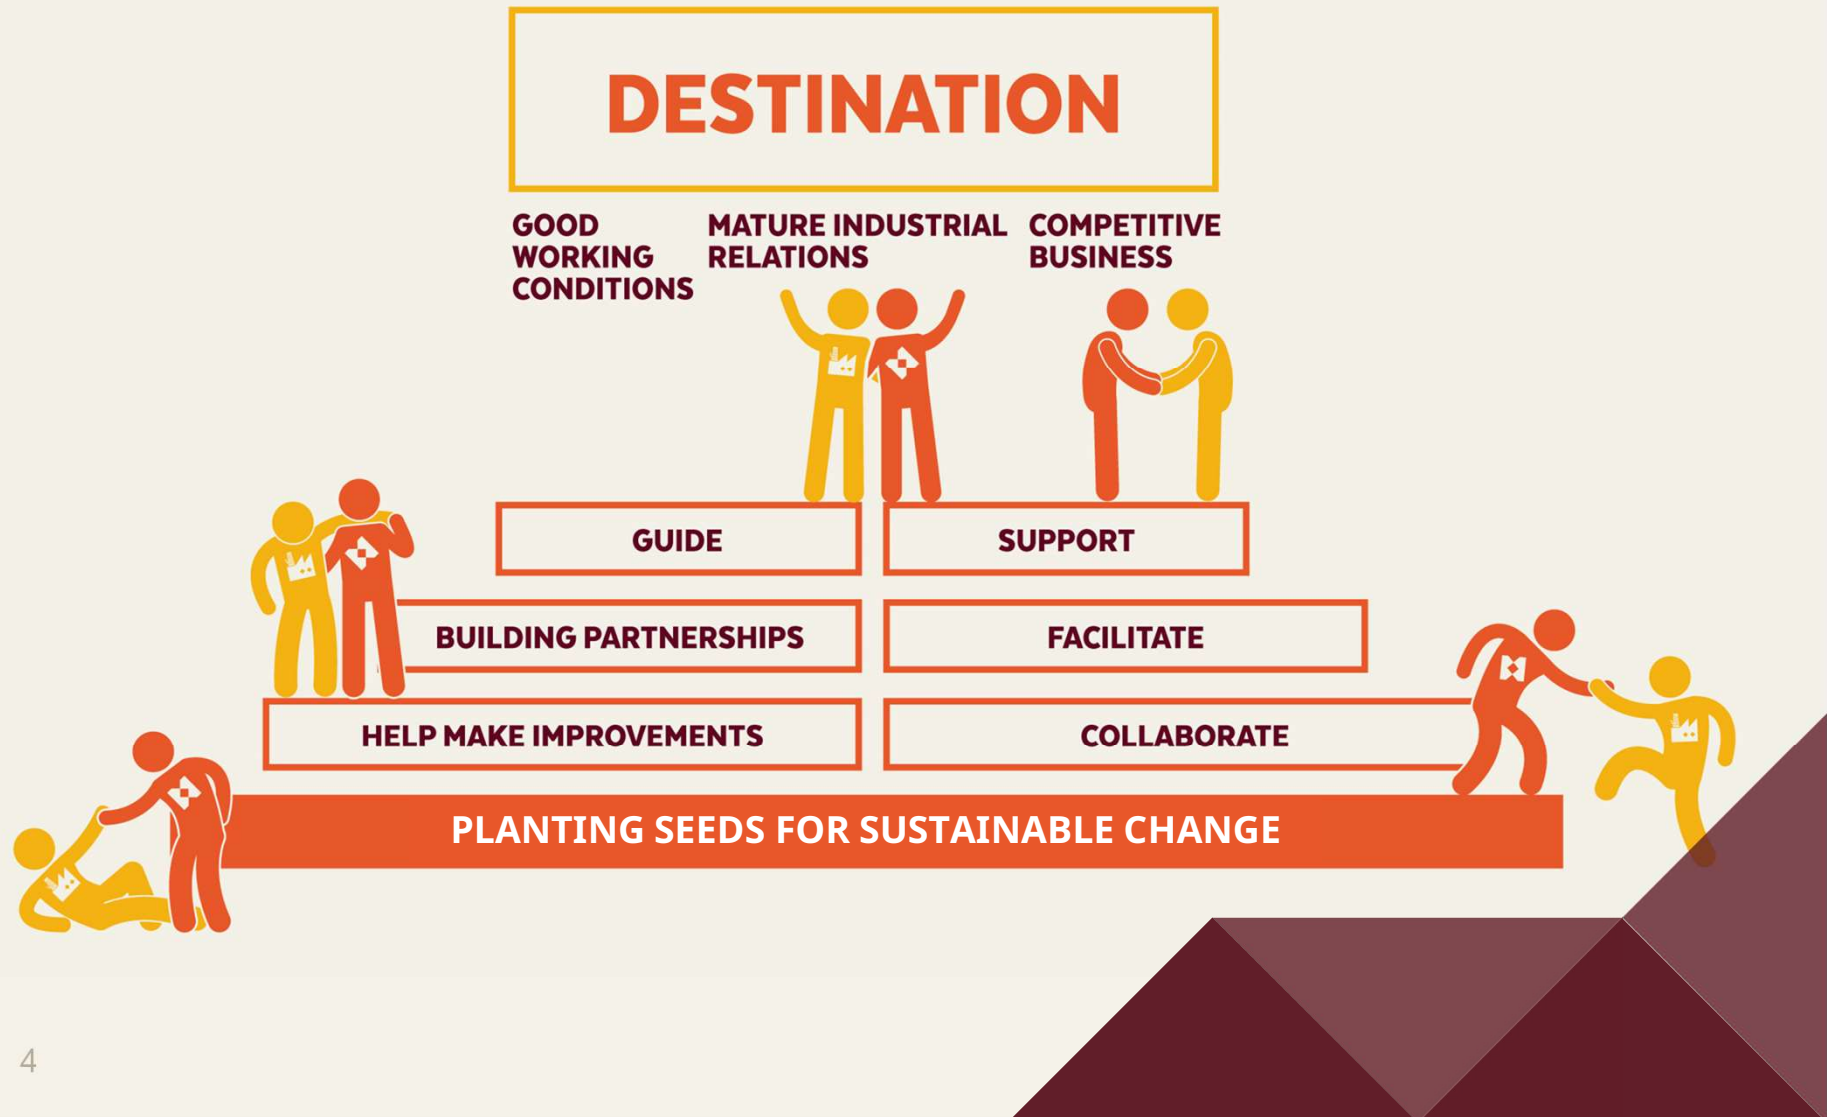 DESTINATION
GOOD
WORKING
CONDITIONS
MATURE INDUSTRIAL
RELATIONS
COMPETITIVE
BUSINESS
GUIDE
SUPPORT
BUILDING PARTNERSHIPS
FACILITATE
HELP MAKE IMPROVEMENTS
COLLABORATE
PLANTING SEEDS FOR SUSTAINABLE CHANGE
4